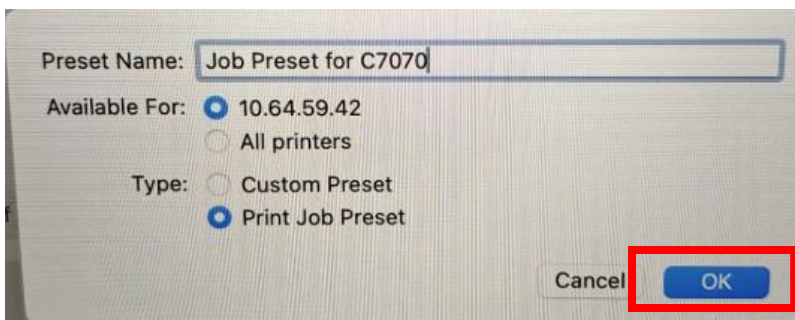 Preset Name: Job Preset for C7070
Available For: 10.64.59.42
All printers
Type: Custom Preset
Print Job Preset
Cancel OK